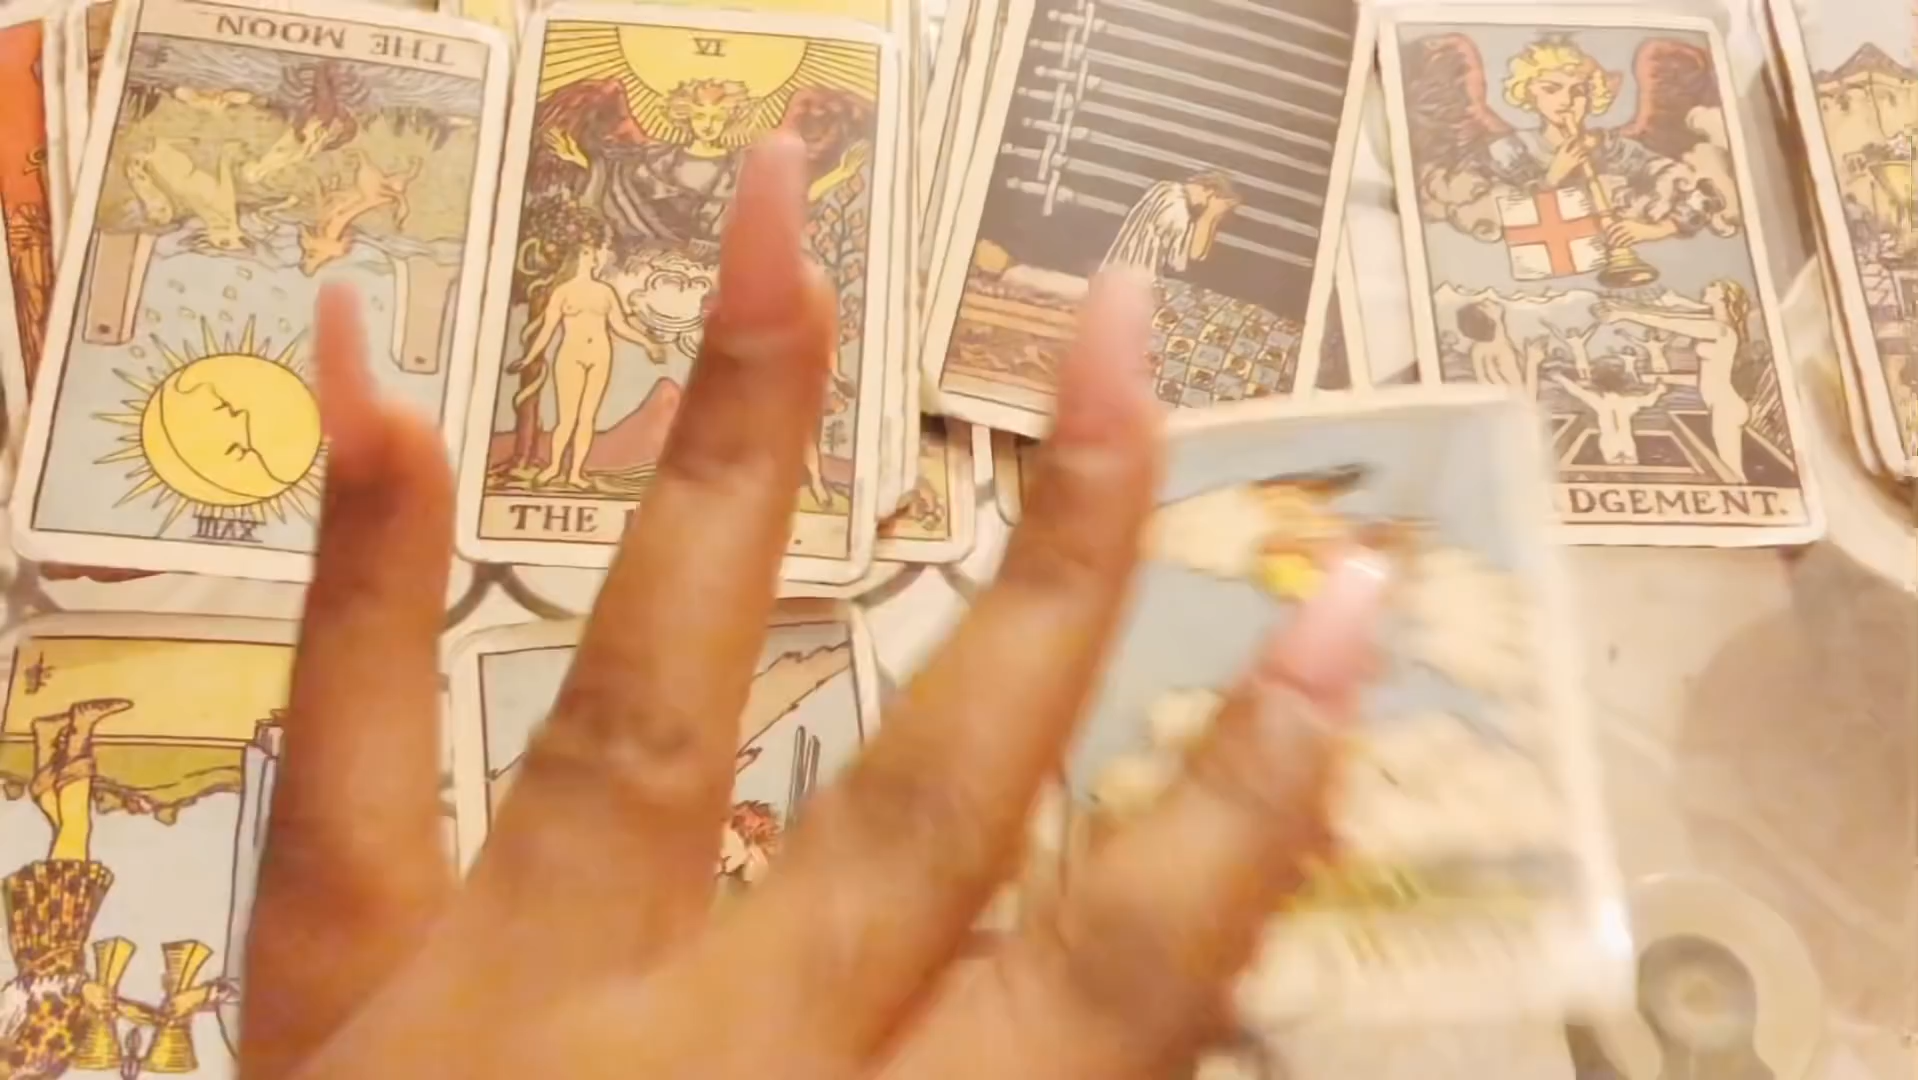 THE MOON
XVIII
VI
THE L
.
DGEMENT.